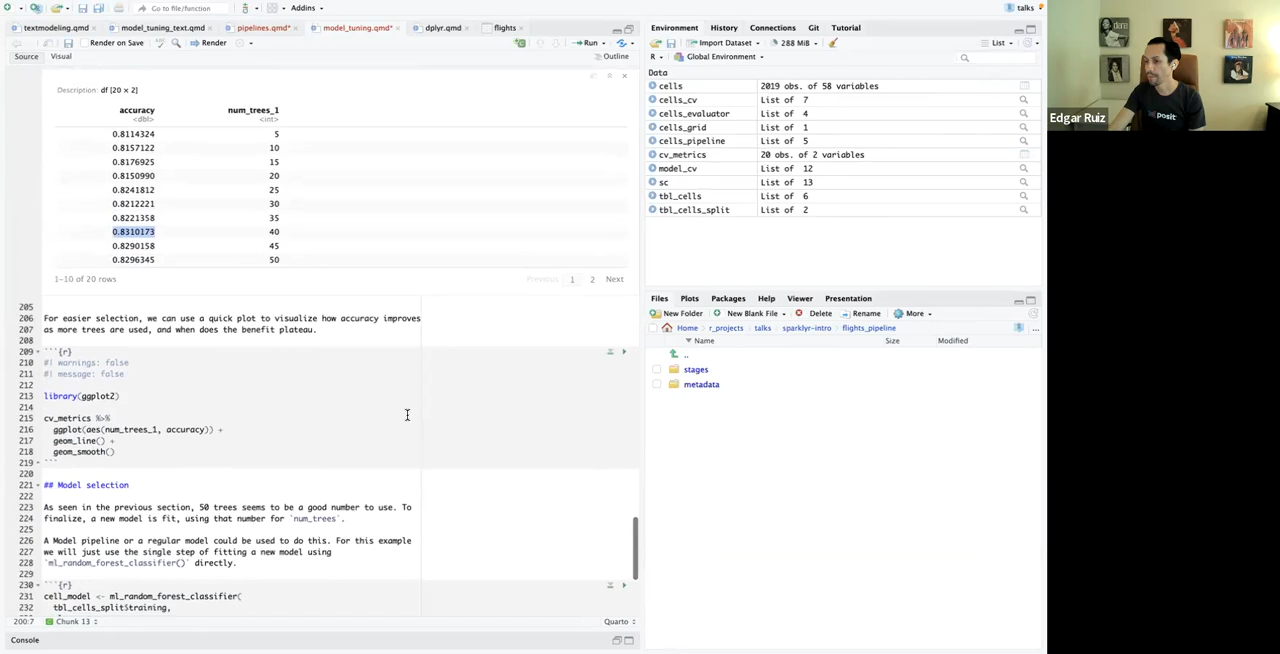 Go to file/function
Addins
talks
textmodeling.qmd*
model_tuning_text.qmd
pipelines.qmd*
model_tuning.qmd*
dplyr.qmd
flights
Render on Save
Render
Run
Source
Visual
Outline
Description: df [20 × 2]
accuracy
num_trees_1
<dbl>
<int>
0.8114324 5
0.8157122 10
0.8176925 15
0.8150990 20
0.8241812 25
0.8212221 30
0.8221358 35
0.8310173 40
0.8290158 45
0.8296345 50
1-10 of 20 rows
Previous 1 2 Next
205
206 For easier selection, we can use a quick plot to visualize how accuracy improves
207 as more trees are used, and when does the benefit plateau.
208
209 ```{r}
210 #| warnings: false
211 #| message: false
212
213 library(ggplot2)
214
215 cv_metrics %>%
216 ggplot(aes(num_trees_1, accuracy)) +
217 geom_line() +
218 geom_smooth()
219 ```
220
221 ## Model selection
222
223 As seen in the previous section, 50 trees seems to be a good number to use. To
224 finalize, a new model is fit, using that number for `num_trees`.
225
226 A Model pipeline or a regular model could be used to do this. For this example
227 we will just use the single step of fitting a new model using
228 `ml_random_forest_classifier()` directly.
229
230 ```{r}
231 cell_model <- ml_random_forest_classifier(
232 tbl_cells_split$training,
200:7 Chunk 13 Quarto
Console
Environment History Connections Git Tutorial
Import Dataset 288 MiB List
R Global Environment
Data
cells 2019 obs. of 58 variables
cells_cv List of 7
cells_evaluator List of 4
cells_grid List of 1
cells_pipeline List of 5
cv_metrics 20 obs. of 2 variables
model_cv List of 12
sc List of 13
tbl_cells List of 6
tbl_cells_split List of 2
Files Plots Packages Help Viewer Presentation
New Folder New Blank File Delete Rename More
Home r_projects talks sparklyr-intro flights_pipeline ...
Name Size Modified
..
stages
metadata
Edgar Ruiz
posit